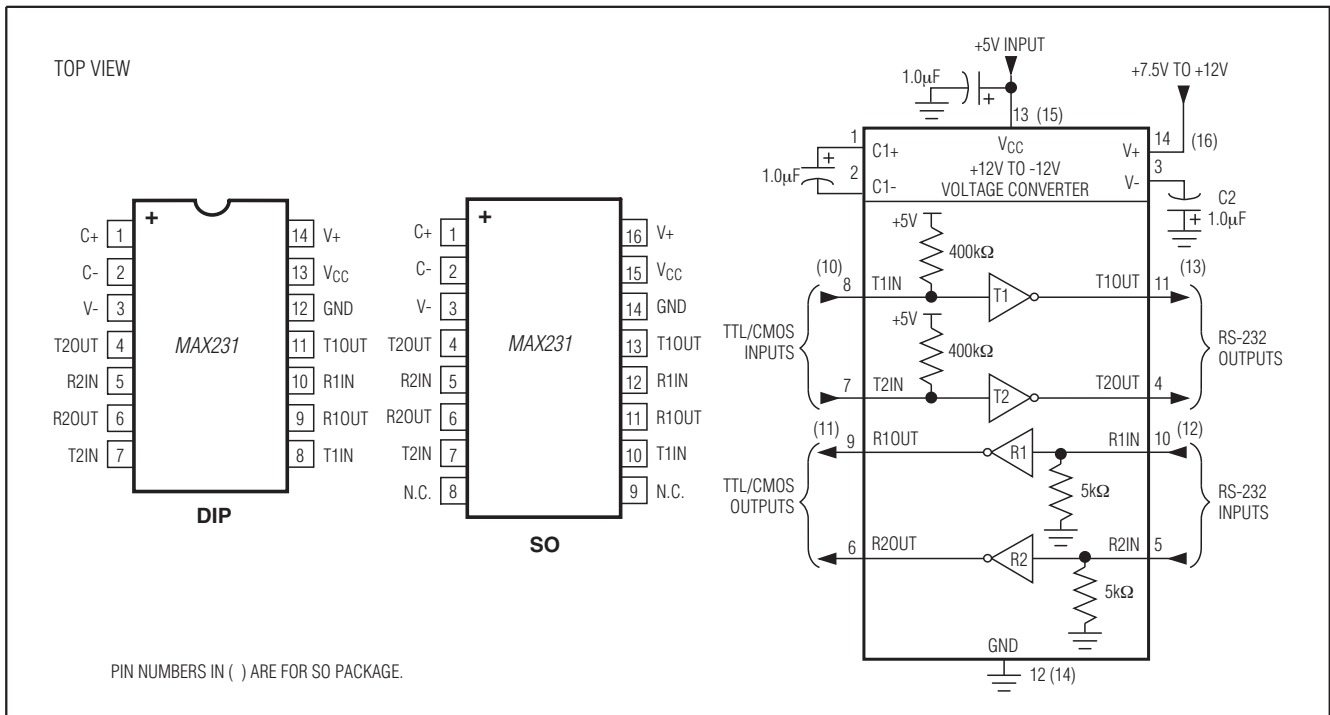 TOP VIEW
+
C+ 1
C- 2
V- 3
T2OUT 4
R2IN 5
R2OUT 6
T2IN 7
MAX231
14 V+
13 VCC
12 GND
11 T1OUT
10 R1IN
9 R1OUT
8 T1IN
DIP
+
C+ 1
C- 2
V- 3
T2OUT 4
R2IN 5
R2OUT 6
T2IN 7
N.C. 8
MAX231
16 V+
15 VCC
14 GND
13 T1OUT
12 R1IN
11 R1OUT
10 T1IN
9 N.C.
SO
+5V INPUT
1.0μF
+
+7.5V TO +12V
13 (15)
1
C1+
VCC
V+
14
(16)
+
1.0μF
2
C1-
+12V TO -12V
VOLTAGE CONVERTER
V-
3
C2
+ 1.0μF
+5V
400kΩ
(10)
8
T1IN
T1
T1OUT
11
(13)
+5V
400kΩ
TTL/CMOS
INPUTS
RS-232
OUTPUTS
7
T2IN
T2
T2OUT
4
(11)
9
R1OUT
R1
R1IN
10
(12)
5kΩ
TTL/CMOS
OUTPUTS
RS-232
INPUTS
6
R2OUT
R2
R2IN
5
5kΩ
GND
12 (14)
PIN NUMBERS IN ( ) ARE FOR SO PACKAGE.